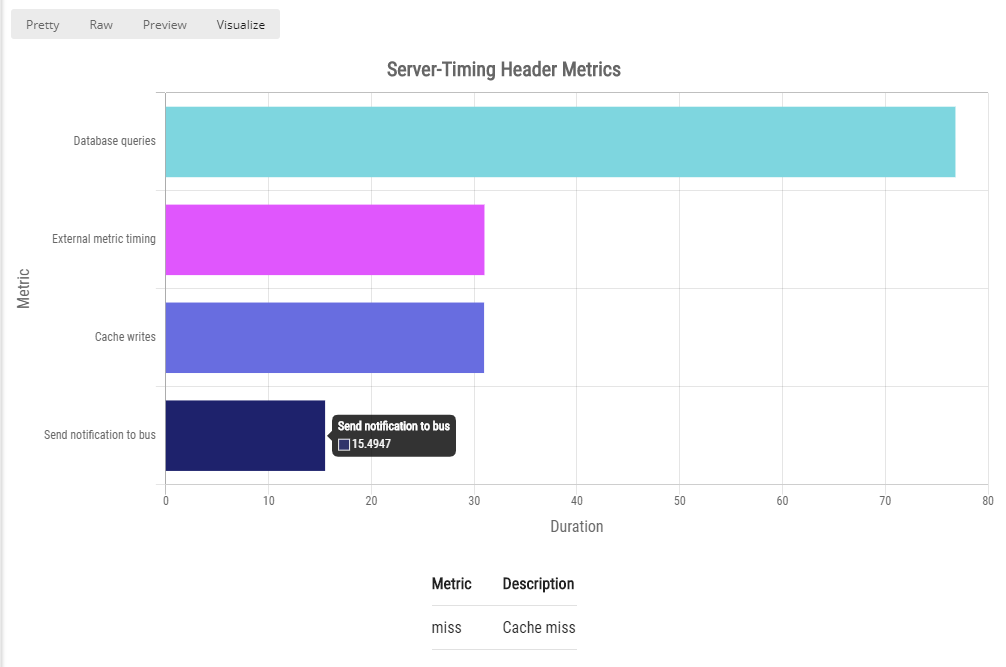 Pretty Raw Preview Visualize
Server-Timing Header Metrics
Database queries
External metric timing
Metric
Cache writes
Send notification to bus
Send notification to bus
15.4947
0 10 20 30 40 50 60 70 80
Duration
Metric Description
miss Cache miss